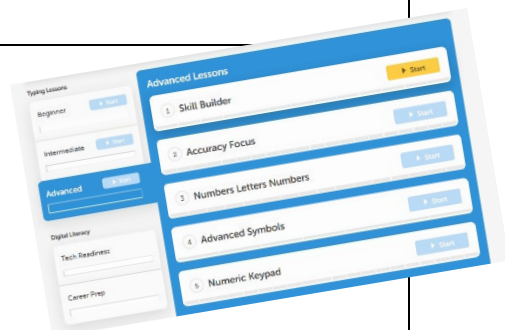 Typing Lessons
Beginner
Start
Intermediate
Start
Advanced
Start
Digital Literacy
Tech Readiness
Career Prep
Advanced Lessons
1 Skill Builder
Start
2 Accuracy Focus
Start
3 Numbers Letters Numbers
Start
4 Advanced Symbols
Start
5 Numeric Keypad
Start